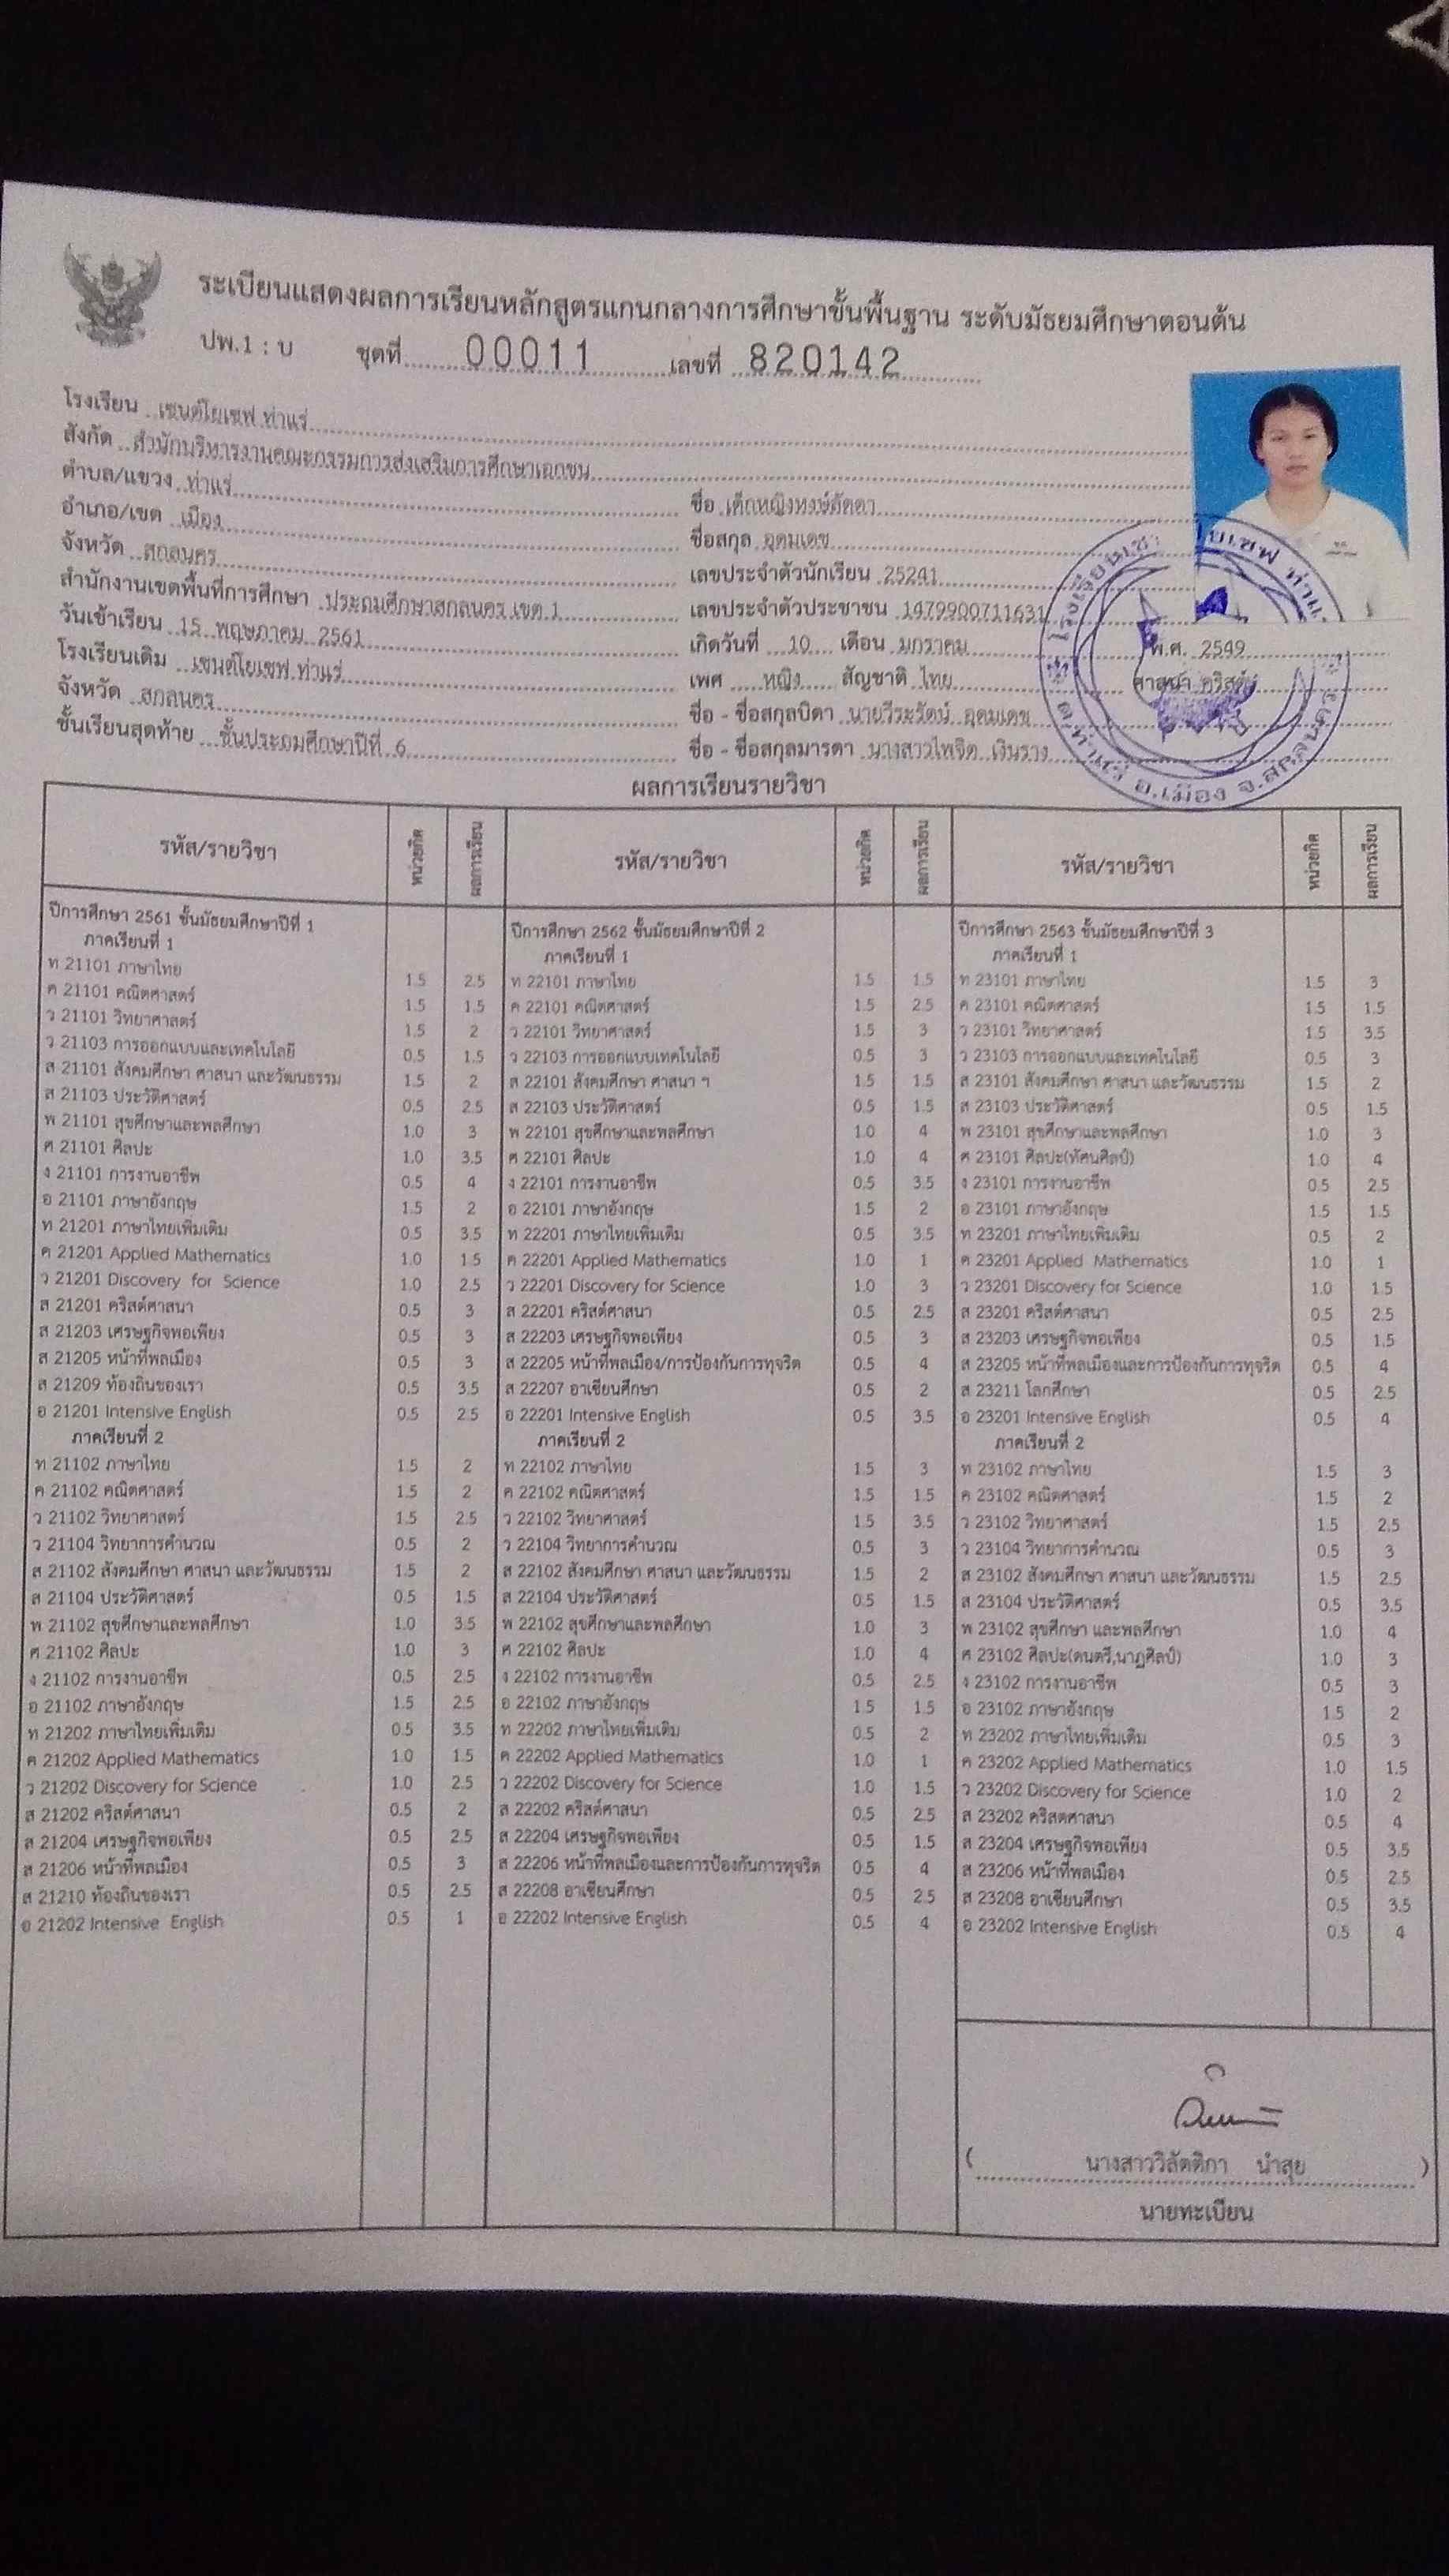 ระเบียนแสดงผลการเรียนหลักสูตรแกนกลางการศึกษาขั้นพื้นฐาน ระดับมัธยมศึกษาตอนต้น
ปพ.1 : บ ชุดที่ 00011 เลขที่ 820142
โรงเรียน เซนต์โยเซฟ ท่าแร่
สังกัด สำนักบริหารงานคณะกรรมการส่งเสริมการศึกษาเอกชน
ตำบล/แขวง ท่าแร่
อำเภอ/เขต เมือง
จังหวัด สกลนคร
สำนักงานเขตพื้นที่การศึกษา ประถมศึกษาสกลนคร เขต 1
วันเข้าเรียน 15 พฤษภาคม 2561
โรงเรียนเดิม เซนต์โยเซฟ ท่าแร่
จังหวัด สกลนคร
ชั้นเรียนสุดท้าย ชั้นประถมศึกษาปีที่ 6
ชื่อ เด็กหญิงหงษ์ลัดดา
ชื่อสกุล อุดมเดช
เลขประจำตัวนักเรียน 25241
เลขประจำตัวประชาชน 1479900711631
เกิดวันที่ 10 เดือน มกราคม พ.ศ. 2549
เพศ หญิง สัญชาติ ไทย ศาสนา คริสต์
ชื่อ - ชื่อสกุลบิดา นายวีระรัตน์ อุดมเดช
ชื่อ - ชื่อสกุลมารดา นางสาวไพจิต เงินราง
ผลการเรียนรายวิชา
รหัส/รายวิชา หน่วยกิต ผลการเรียน รหัส/รายวิชา หน่วยกิต ผลการเรียน รหัส/รายวิชา หน่วยกิต ผลการเรียน
ปีการศึกษา 2561 ชั้นมัธยมศึกษาปีที่ 1
ภาคเรียนที่ 1
ท 21101 ภาษาไทย 1.5 2.5
ค 21101 คณิตศาสตร์ 1.5 1.5
ว 21101 วิทยาศาสตร์ 1.5 2
ว 21103 การออกแบบและเทคโนโลยี 0.5 1.5
ส 21101 สังคมศึกษา ศาสนา และวัฒนธรรม 1.5 2
ส 21103 ประวัติศาสตร์ 0.5 2.5
พ 21101 สุขศึกษาและพลศึกษา 1.0 3
ศ 21101 ศิลปะ 1.0 3.5
ง 21101 การงานอาชีพ 0.5 4
อ 21101 ภาษาอังกฤษ 1.5 2
ท 21201 ภาษาไทยเพิ่มเติม 0.5 3.5
ค 21201 Applied Mathematics 1.0 1.5
ว 21201 Discovery for Science 1.0 2.5
ส 21201 คริสต์ศาสนา 0.5 3
ส 21203 เศรษฐกิจพอเพียง 0.5 3
ส 21205 หน้าที่พลเมือง 0.5 3
ส 21209 ท้องถิ่นของเรา 0.5 3.5
อ 21201 Intensive English 0.5 2.5
ภาคเรียนที่ 2
ท 21102 ภาษาไทย 1.5 2
ค 21102 คณิตศาสตร์ 1.5 2
ว 21102 วิทยาศาสตร์ 1.5 2.5
ว 21104 วิทยาการคำนวณ 0.5 2
ส 21102 สังคมศึกษา ศาสนา และวัฒนธรรม 1.5 2
ส 21104 ประวัติศาสตร์ 0.5 1.5
พ 21102 สุขศึกษาและพลศึกษา 1.0 3.5
ศ 21102 ศิลปะ 1.0 3
ง 21102 การงานอาชีพ 0.5 2.5
อ 21102 ภาษาอังกฤษ 1.5 2.5
ท 21202 ภาษาไทยเพิ่มเติม 0.5 3.5
ค 21202 Applied Mathematics 1.0 1.5
ว 21202 Discovery for Science 1.0 2.5
ส 21202 คริสต์ศาสนา 0.5 2
ส 21204 เศรษฐกิจพอเพียง 0.5 2.5
ส 21206 หน้าที่พลเมือง 0.5 3
ส 21210 ท้องถิ่นของเรา 0.5 2.5
อ 21202 Intensive English 0.5 1
ปีการศึกษา 2562 ชั้นมัธยมศึกษาปีที่ 2
ภาคเรียนที่ 1
ท 22101 ภาษาไทย 1.5 1.5
ค 22101 คณิตศาสตร์ 1.5 2.5
ว 22101 วิทยาศาสตร์ 1.5 3
ว 22103 การออกแบบเทคโนโลยี 0.5 3
ส 22101 สังคมศึกษา ศาสนา ฯ 1.5 1.5
ส 22103 ประวัติศาสตร์ 0.5 1.5
พ 22101 สุขศึกษาและพลศึกษา 1.0 4
ศ 22101 ศิลปะ 1.0 4
ง 22101 การงานอาชีพ 0.5 3.5
อ 22101 ภาษาอังกฤษ 1.5 2
ท 22201 ภาษาไทยเพิ่มเติม 0.5 3.5
ค 22201 Applied Mathematics 1.0 1
ว 22201 Discovery for Science 1.0 3
ส 22201 คริสต์ศาสนา 0.5 2.5
ส 22203 เศรษฐกิจพอเพียง 0.5 3
ส 22205 หน้าที่พลเมือง/การป้องกันการทุจริต 0.5 4
ส 22207 อาเซียนศึกษา 0.5 2
อ 22201 Intensive English 0.5 3.5
ภาคเรียนที่ 2
ท 22102 ภาษาไทย 1.5 3
ค 22102 คณิตศาสตร์ 1.5 1.5
ว 22102 วิทยาศาสตร์ 1.5 3.5
ว 22104 วิทยาการคำนวณ 0.5 3
ส 22102 สังคมศึกษา ศาสนา และวัฒนธรรม 1.5 2
ส 22104 ประวัติศาสตร์ 0.5 1.5
พ 22102 สุขศึกษาและพลศึกษา 1.0 3
ศ 22102 ศิลปะ 1.0 4
ง 22102 การงานอาชีพ 0.5 2.5
อ 22102 ภาษาอังกฤษ 1.5 1.5
ท 22202 ภาษาไทยเพิ่มเติม 0.5 2
ค 22202 Applied Mathematics 1.0 1
ว 22202 Discovery for Science 1.0 1.5
ส 22202 คริสต์ศาสนา 0.5 2.5
ส 22204 เศรษฐกิจพอเพียง 0.5 1.5
ส 22206 หน้าที่พลเมืองและการป้องกันการทุจริต 0.5 4
ส 22208 อาเซียนศึกษา 0.5 2.5
อ 22202 Intensive English 0.5 4
ปีการศึกษา 2563 ชั้นมัธยมศึกษาปีที่ 3
ภาคเรียนที่ 1
ท 23101 ภาษาไทย 1.5 3
ค 23101 คณิตศาสตร์ 1.5 1.5
ว 23101 วิทยาศาสตร์ 1.5 3.5
ว 23103 การออกแบบและเทคโนโลยี 0.5 3
ส 23101 สังคมศึกษา ศาสนา และวัฒนธรรม 1.5 2
ส 23103 ประวัติศาสตร์ 0.5 1.5
พ 23101 สุขศึกษาและพลศึกษา 1.0 3
ศ 23101 ศิลปะ(ทัศนศิลป์) 1.0 4
ง 23101 การงานอาชีพ 0.5 2.5
อ 23101 ภาษาอังกฤษ 1.5 1.5
ท 23201 ภาษาไทยเพิ่มเติม 0.5 2
ค 23201 Applied Mathematics 1.0 1
ว 23201 Discovery for Science 1.0 1.5
ส 23201 คริสต์ศาสนา 0.5 2.5
ส 23203 เศรษฐกิจพอเพียง 0.5 1.5
ส 23205 หน้าที่พลเมืองและการป้องกันการทุจริต 0.5 4
ส 23211 โลกศึกษา 0.5 2.5
อ 23201 Intensive English 0.5 4
ภาคเรียนที่ 2
ท 23102 ภาษาไทย 1.5 3
ค 23102 คณิตศาสตร์ 1.5 2
ว 23102 วิทยาศาสตร์ 1.5 2.5
ว 23104 วิทยาการคำนวณ 0.5 3
ส 23102 สังคมศึกษา ศาสนา และวัฒนธรรม 1.5 2.5
ส 23104 ประวัติศาสตร์ 0.5 3.5
พ 23102 สุขศึกษา และพลศึกษา 1.0 4
ศ 23102 ศิลปะ(ดนตรี,นาฏศิลป์) 1.0 3
ง 23102 การงานอาชีพ 0.5 3
อ 23102 ภาษาอังกฤษ 1.5 2
ท 23202 ภาษาไทยเพิ่มเติม 0.5 3
ค 23202 Applied Mathematics 1.0 1.5
ว 23202 Discovery for Science 1.0 2
ส 23202 คริสตศาสนา 0.5 4
ส 23204 เศรษฐกิจพอเพียง 0.5 3.5
ส 23206 หน้าที่พลเมือง 0.5 2.5
ส 23208 อาเซียนศึกษา 0.5 3.5
อ 23202 Intensive English 0.5 4
( นางสาววิลัตติกา นำสุย )
นายทะเบียน